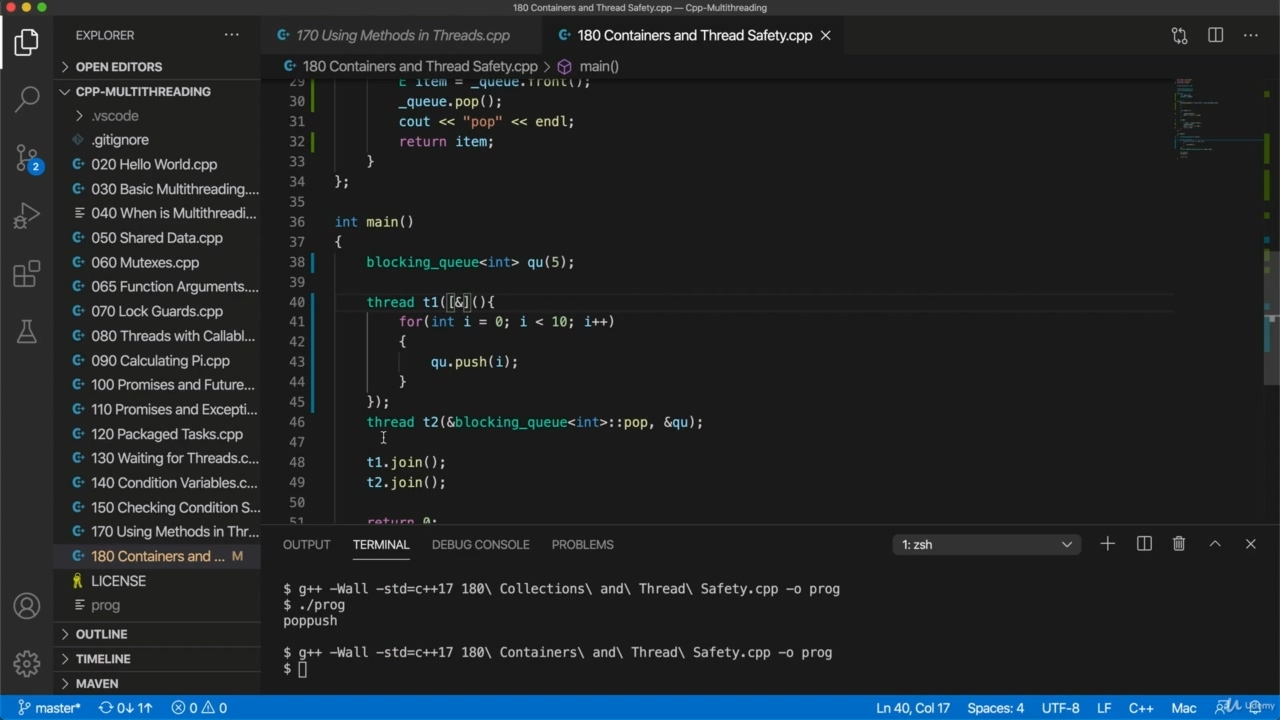 180 Containers and Thread Safety.cpp — Cpp-Multithreading
EXPLORER
170 Using Methods in Threads.cpp
180 Containers and Thread Safety.cpp
OPEN EDITORS
180 Containers and Thread Safety.cpp > main()
CPP-MULTITHREADING
.vscode
.gitignore
020 Hello World.cpp
030 Basic Multithreading....
040 When is Multithreadi...
050 Shared Data.cpp
060 Mutexes.cpp
065 Function Arguments....
070 Lock Guards.cpp
080 Threads with Callabl...
090 Calculating Pi.cpp
100 Promises and Future...
110 Promises and Excepti...
120 Packaged Tasks.cpp
130 Waiting for Threads.c...
140 Condition Variables.c...
150 Checking Condition S...
170 Using Methods in Thr...
180 Containers and ... M
LICENSE
prog
OUTLINE
TIMELINE
MAVEN
2
29 E item = _queue.front();
30 _queue.pop();
31 cout << "pop" << endl;
32 return item;
33 }
34 };
35
36 int main()
37 {
38 blocking_queue<int> qu(5);
39
40 thread t1([&](){
41 for(int i = 0; i < 10; i++)
42 {
43 qu.push(i);
44 }
45 });
46 thread t2(&blocking_queue<int>::pop, &qu);
47
48 t1.join();
49 t2.join();
50
51 return 0;
OUTPUT TERMINAL DEBUG CONSOLE PROBLEMS 1: zsh
$ g++ -Wall -std=c++17 180\ Collections\ and\ Thread\ Safety.cpp -o prog
$ ./prog
poppush
$ g++ -Wall -std=c++17 180\ Containers\ and\ Thread\ Safety.cpp -o prog
$
master* 0↓ 1↑ 0 0 Ln 40, Col 17 Spaces: 4 UTF-8 LF C++ Mac
Udemy